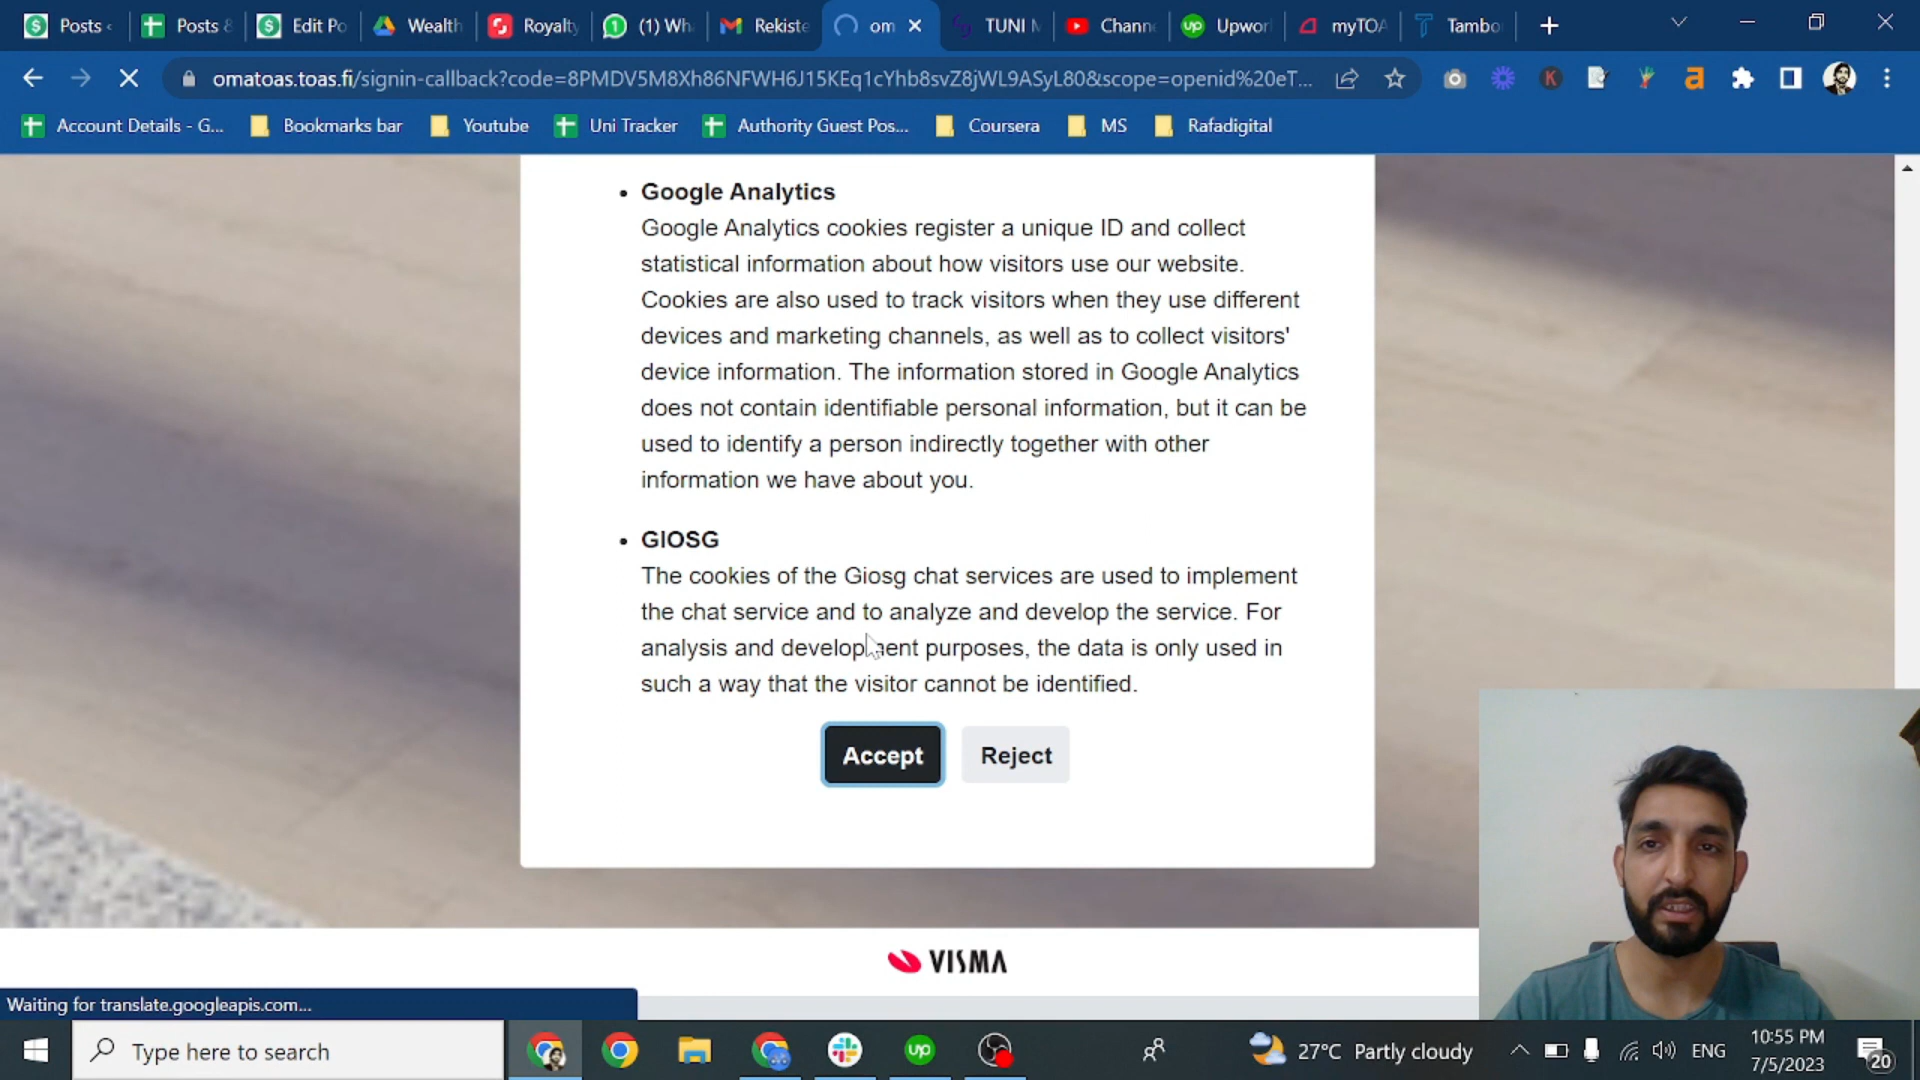 Posts
Posts &
Edit Po
Wealth
Royalty
(1) Wh
Rekiste
om
TUNI M
Chann
Upwor
myTOA
Tambo
omatoas.toas.fi/signin-callback?code=8PMDV5M8Xh86NFWH6J15KEq1cYhb8svZ8jWL9ASyL80&scope=openid%20eT...
Account Details - G...
Bookmarks bar
Youtube
Uni Tracker
Authority Guest Pos...
Coursera
MS
Rafadigital
• Google Analytics
Google Analytics cookies register a unique ID and collect
statistical information about how visitors use our website.
Cookies are also used to track visitors when they use different
devices and marketing channels, as well as to collect visitors'
device information. The information stored in Google Analytics
does not contain identifiable personal information, but it can be
used to identify a person indirectly together with other
information we have about you.
• GIOSG
The cookies of the Giosg chat services are used to implement
the chat service and to analyze and develop the service. For
analysis and development purposes, the data is only used in
such a way that the visitor cannot be identified.
Accept
Reject
VISMA
Waiting for translate.googleapis.com...
Type here to search
27°C Partly cloudy
ENG
10:55 PM
7/5/2023
20